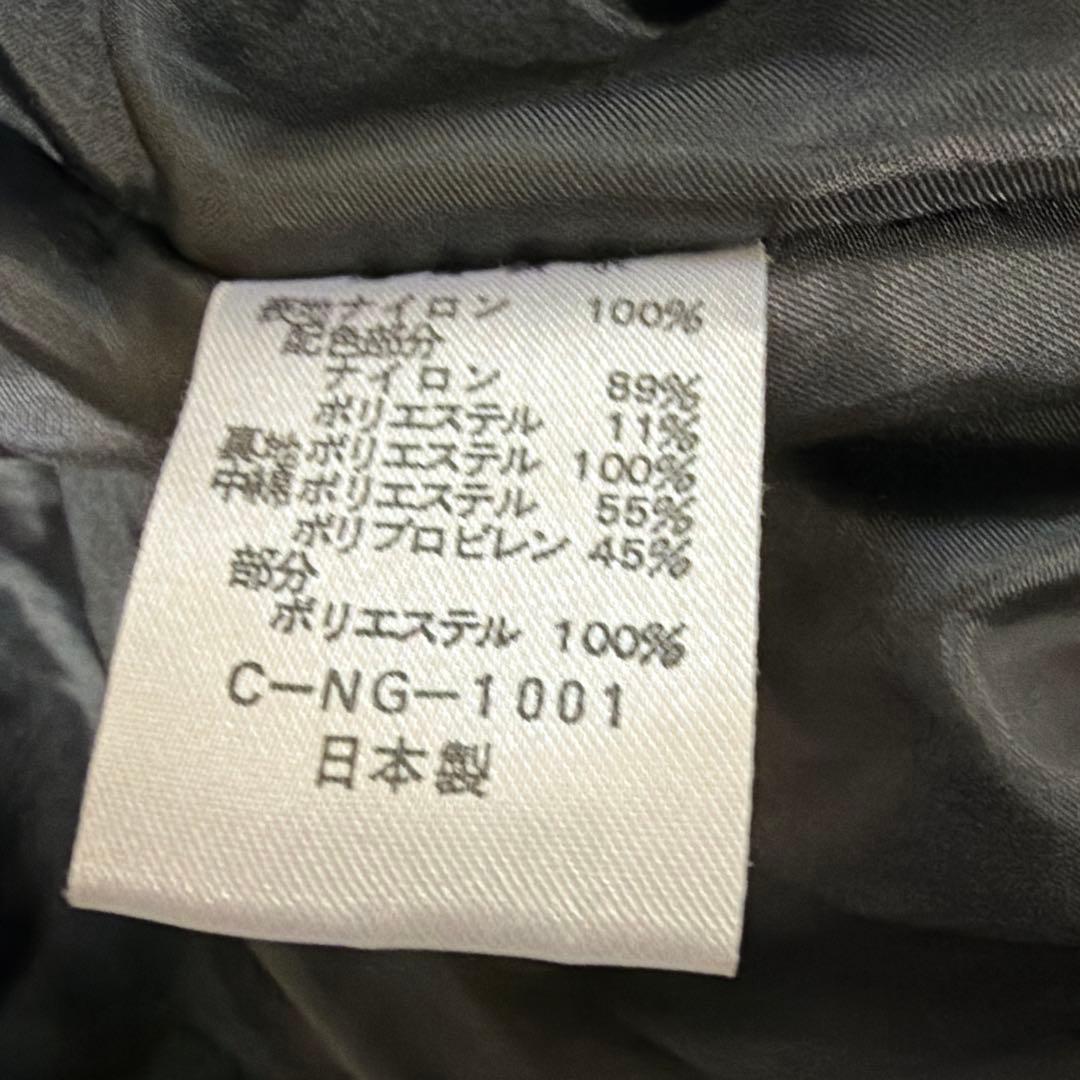 表地 ナイロン 100%
配色部分
ナイロン 89%
ポリエステル 11%
裏地 ポリエステル 100%
中綿 ポリエステル 55%
ポリプロピレン 45%
部分
ポリエステル 100%
C-NG-1001
日本製